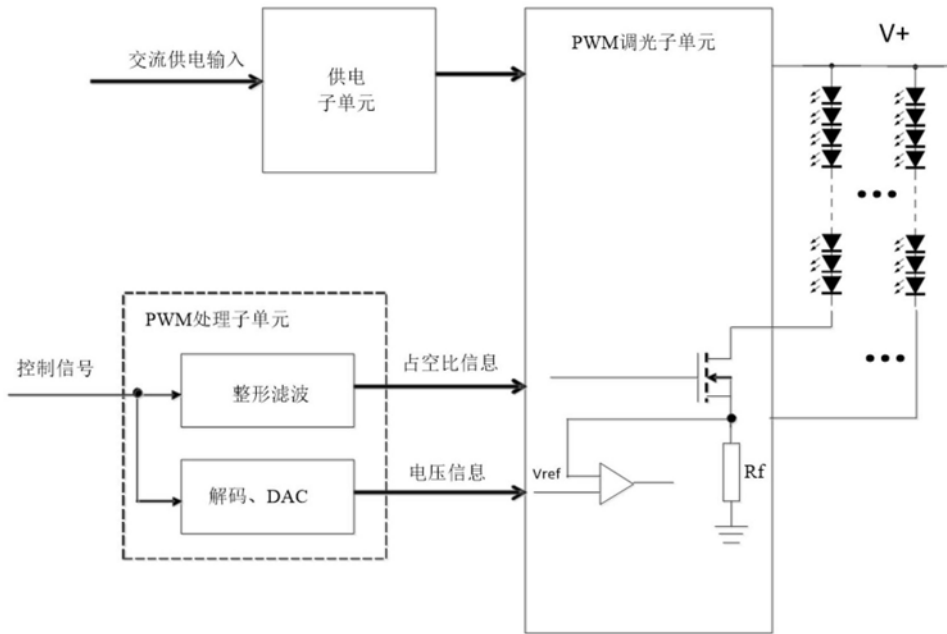 PWM调光子单元
V+
交流供电输入
供电
子单元
PWM处理子单元
控制信号
整形滤波
占空比信息
解码、DAC
电压信息
Vref
Rf